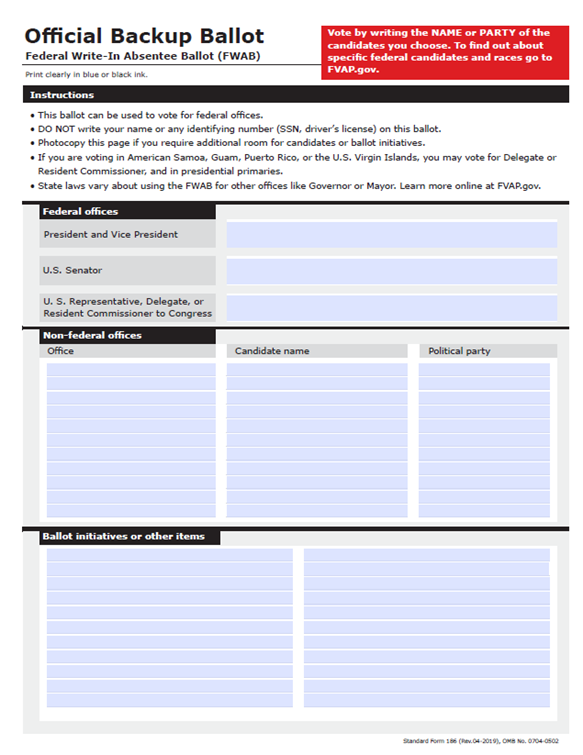 Official Backup Ballot
Federal Write-In Absentee Ballot (FWAB)
Print clearly in blue or black ink.
Vote by writing the NAME or PARTY of the
candidates you choose. To find out about
specific federal candidates and races go to
FVAP.gov.
Instructions
• This ballot can be used to vote for federal offices.
• DO NOT write your name or any identifying number (SSN, driver's license) on this ballot.
• Photocopy this page if you require additional room for candidates or ballot initiatives.
• If you are voting in American Samoa, Guam, Puerto Rico, or the U.S. Virgin Islands, you may vote for Delegate or
Resident Commissioner, and in presidential primaries.
• State laws vary about using the FWAB for other offices like Governor or Mayor. Learn more online at FVAP.gov.
Federal offices
President and Vice President
U.S. Senator
U. S. Representative, Delegate, or
Resident Commissioner to Congress
Non-federal offices
Office Candidate name Political party
Ballot initiatives or other items
Standard Form 186 (Rev.04-2019), OMB No. 0704-0502